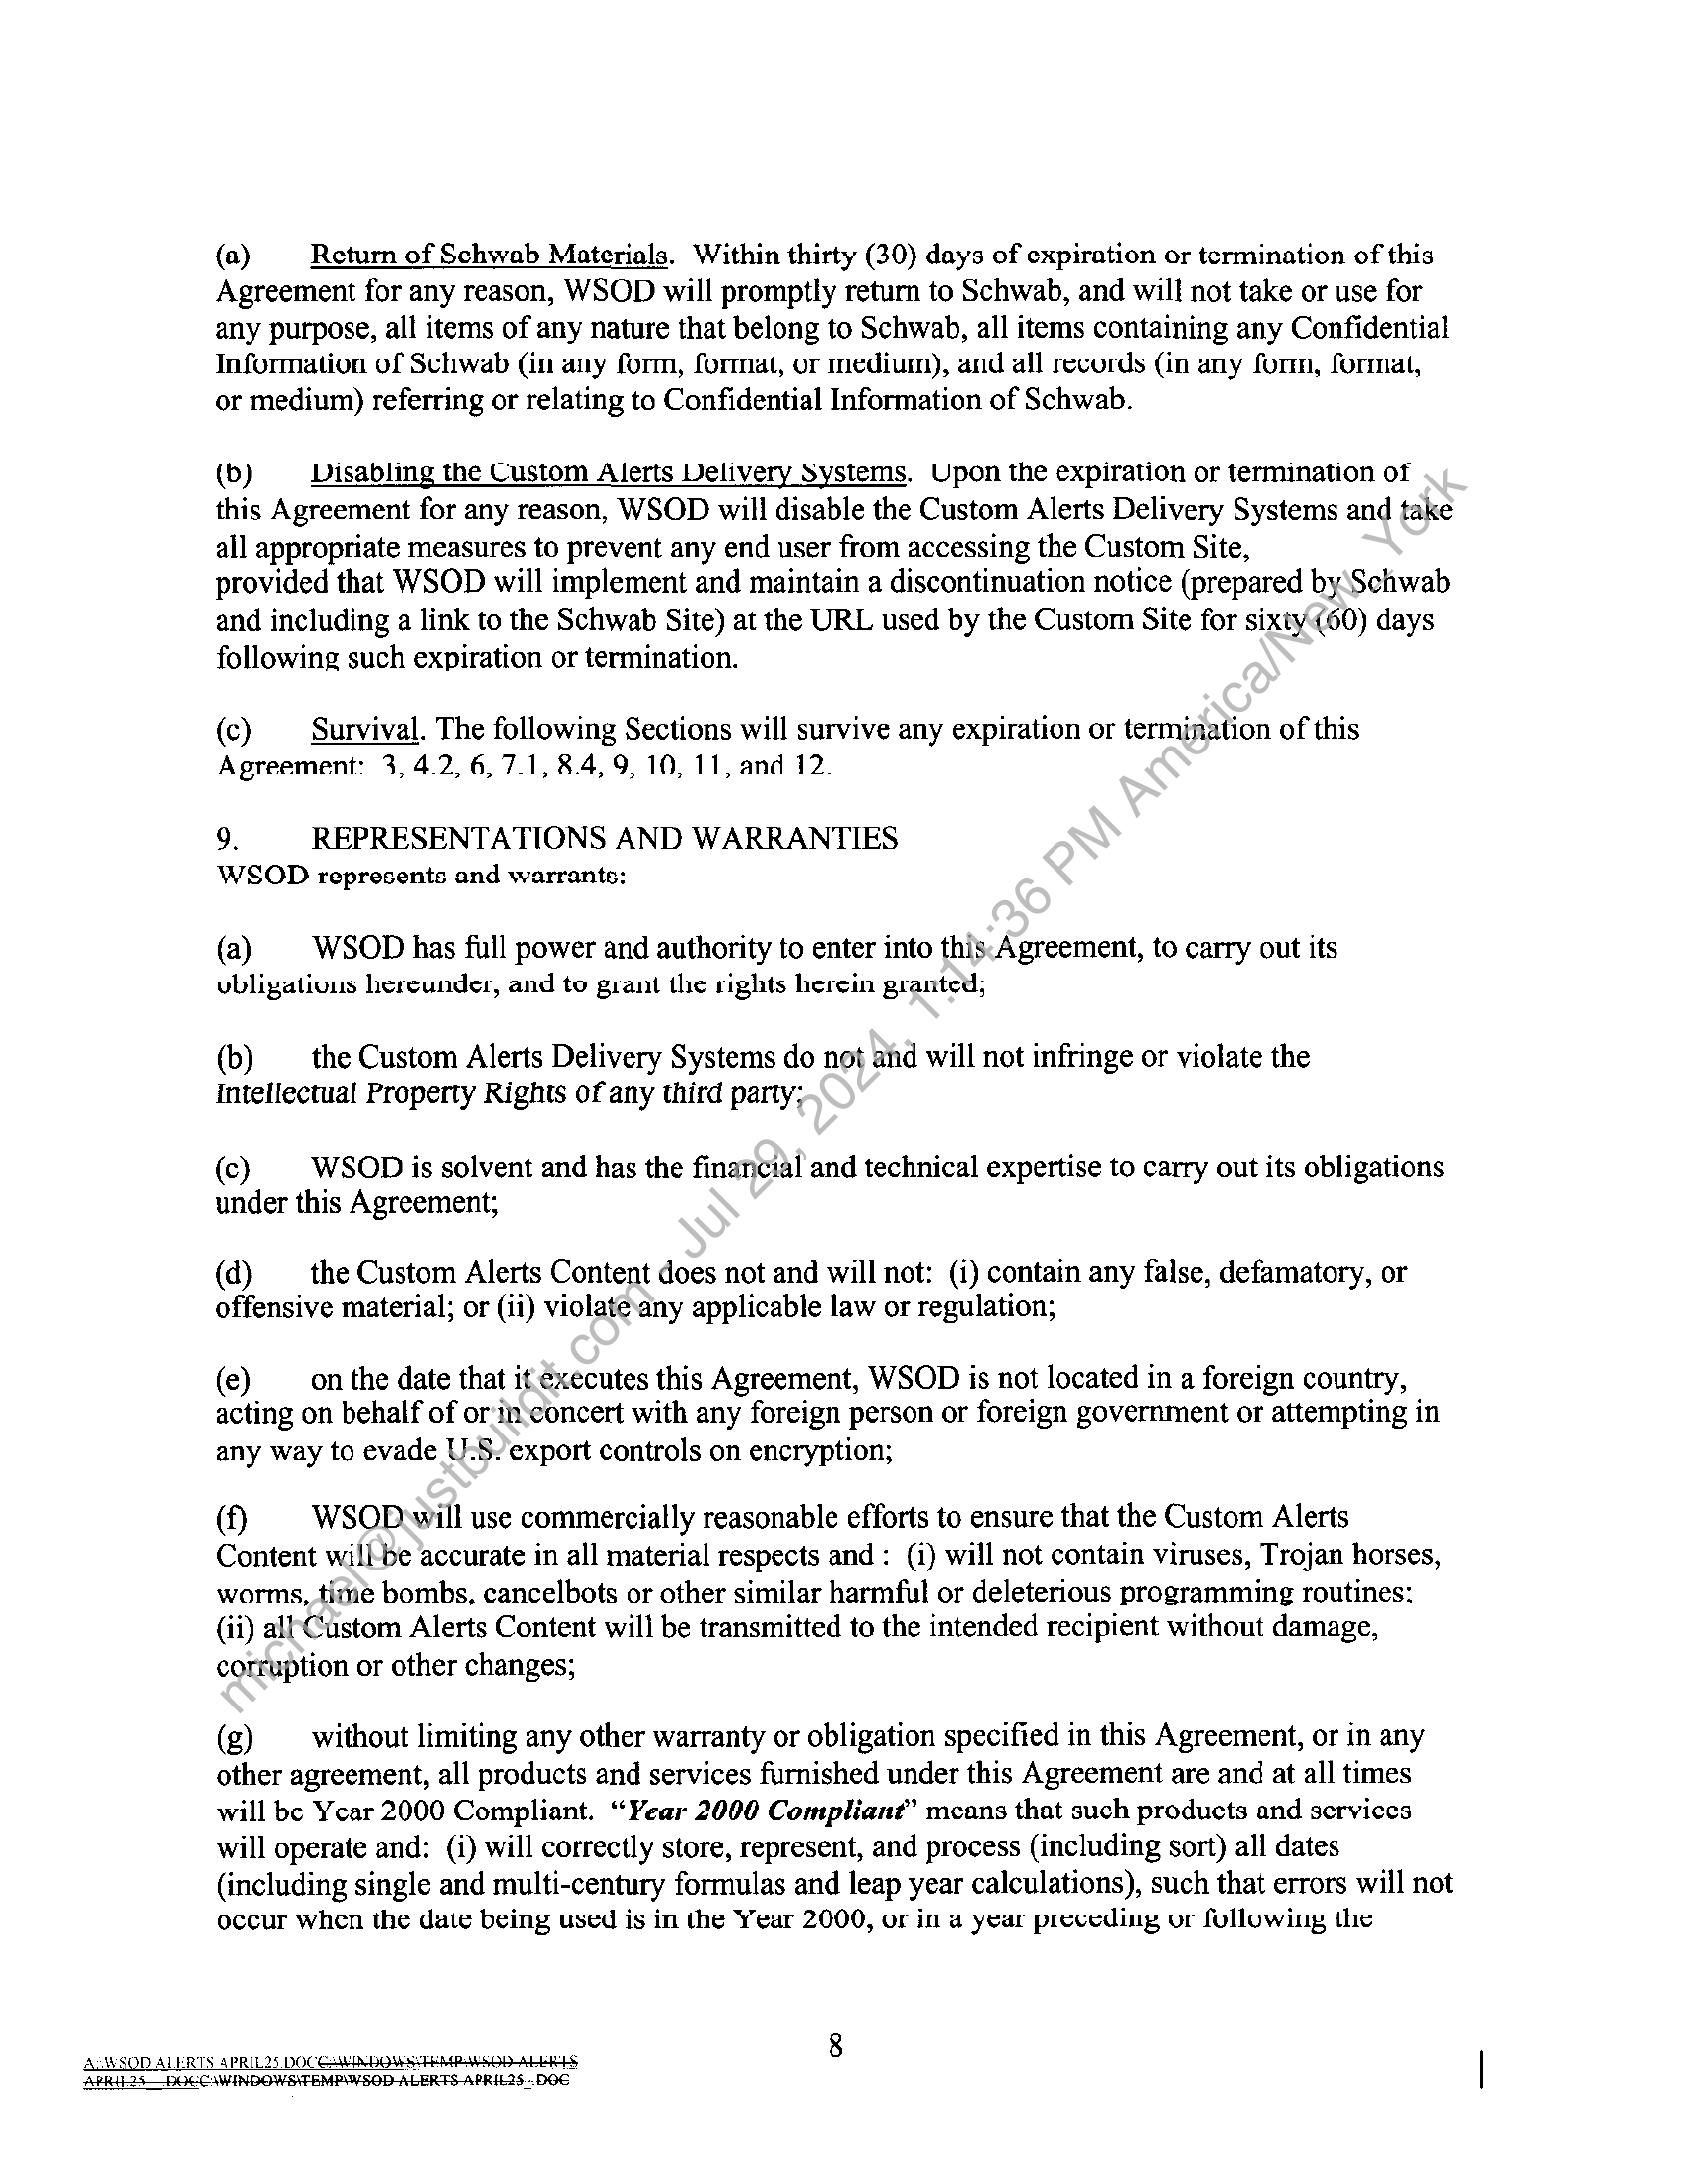 (a) Return of Schwab Materials. Within thirty (30) days of expiration or termination of this
Agreement for any reason, WSOD will promptly return to Schwab, and will not take or use for
any purpose, all items of any nature that belong to Schwab, all items containing any Confidential
Information of Schwab (in any form, format, or medium), and all records (in any form, format,
or medium) referring or relating to Confidential Information of Schwab.
(b) Disabling the Custom Alerts Delivery Systems. Upon the expiration or termination of
this Agreement for any reason, WSOD will disable the Custom Alerts Delivery Systems and take
all appropriate measures to prevent any end user from accessing the Custom Site,
provided that WSOD will implement and maintain a discontinuation notice (prepared by Schwab
and including a link to the Schwab Site) at the URL used by the Custom Site for sixty (60) days
following such expiration or termination.
(c) Survival. The following Sections will survive any expiration or termination of this
Agreement: 3, 4.2, 6, 7.1, 8.4, 9, 10, 11, and 12.
9. REPRESENTATIONS AND WARRANTIES
WSOD represents and warrants:
(a) WSOD has full power and authority to enter into this Agreement, to carry out its
obligations hereunder, and to grant the rights herein granted;
(b) the Custom Alerts Delivery Systems do not and will not infringe or violate the
Intellectual Property Rights of any third party;
(c) WSOD is solvent and has the financial and technical expertise to carry out its obligations
under this Agreement;
(d) the Custom Alerts Content does not and will not: (i) contain any false, defamatory, or
offensive material; or (ii) violate any applicable law or regulation;
(e) on the date that it executes this Agreement, WSOD is not located in a foreign country,
acting on behalf of or in concert with any foreign person or foreign government or attempting in
any way to evade U.S. export controls on encryption;
(f) WSOD will use commercially reasonable efforts to ensure that the Custom Alerts
Content will be accurate in all material respects and : (i) will not contain viruses, Trojan horses,
worms, time bombs, cancelbots or other similar harmful or deleterious programming routines;
(ii) all Custom Alerts Content will be transmitted to the intended recipient without damage,
corruption or other changes;
(g) without limiting any other warranty or obligation specified in this Agreement, or in any
other agreement, all products and services furnished under this Agreement are and at all times
will be Year 2000 Compliant. “Year 2000 Compliant” means that such products and services
will operate and: (i) will correctly store, represent, and process (including sort) all dates
(including single and multi-century formulas and leap year calculations), such that errors will not
occur when the date being used is in the Year 2000, or in a year preceding or following the
8
A:\WSOD ALERTS APRIL25.DOCC:\WINDOWS\TEMP\WSOD ALERTS
APRIL25_.DOCC:\WINDOWS\TEMP\WSOD ALERTS APRIL25_.DOC
michael@justbuildit.com - Jul 29, 2024, 1:14:36 PM America/New_York